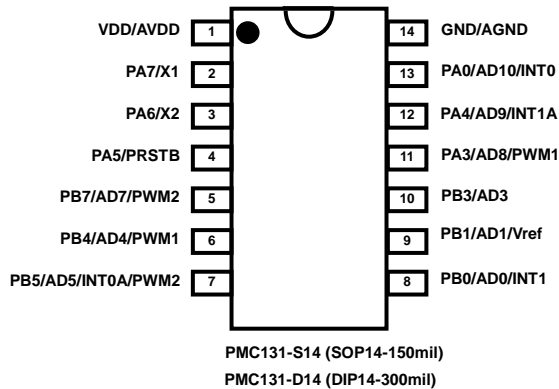 VDD/AVDD 1 14 GND/AGND
PA7/X1 2 13 PA0/AD10/INT0
PA6/X2 3 12 PA4/AD9/INT1A
PA5/PRSTB 4 11 PA3/AD8/PWM1
PB7/AD7/PWM2 5 10 PB3/AD3
PB4/AD4/PWM1 6 9 PB1/AD1/Vref
PB5/AD5/INT0A/PWM2 7 8 PB0/AD0/INT1
PMC131-S14 (SOP14-150mil)
PMC131-D14 (DIP14-300mil)